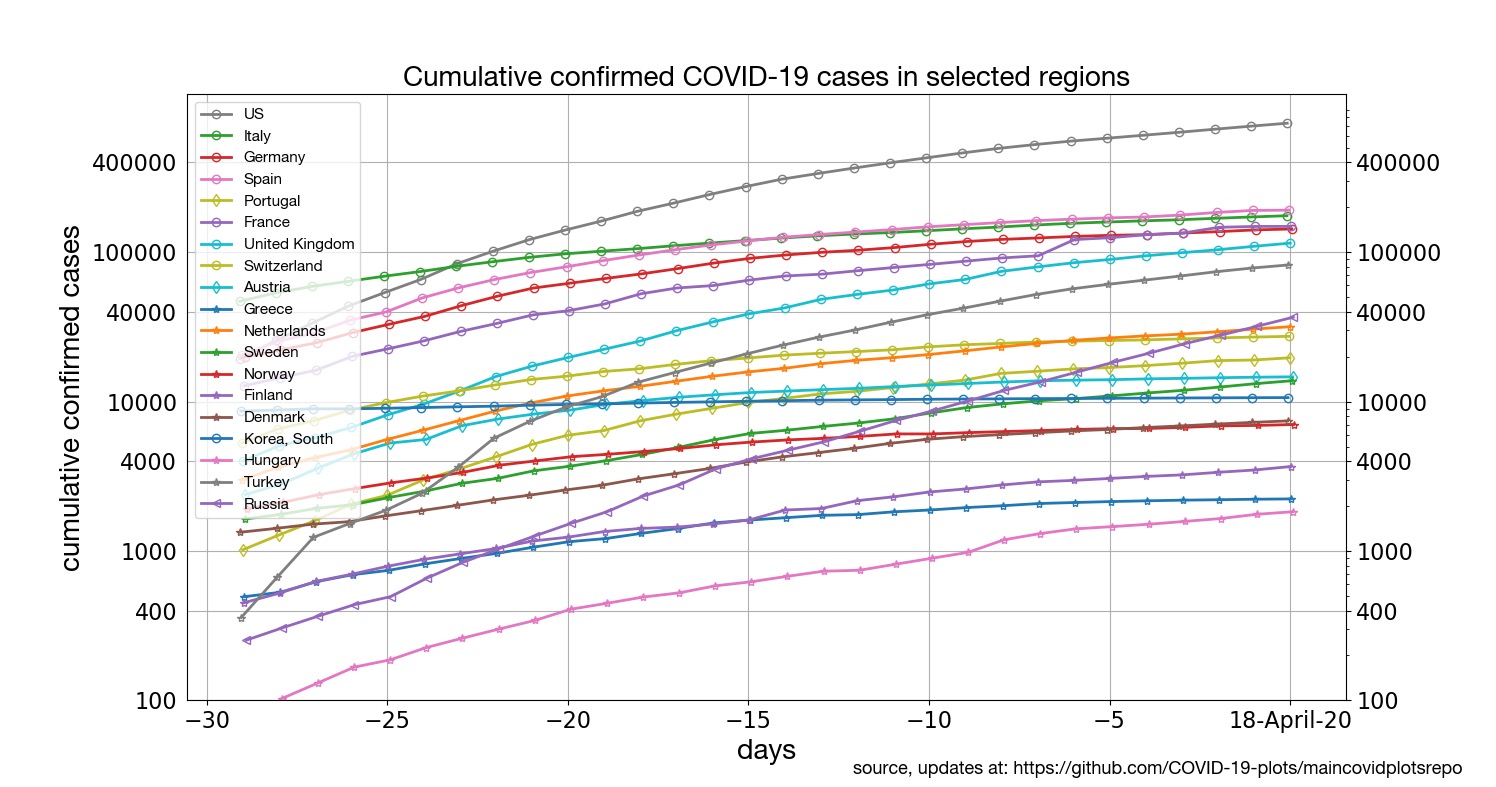 Cumulative confirmed COVID-19 cases in selected regions
US
Italy
Germany
Spain
Portugal
France
United Kingdom
Switzerland
Austria
Greece
Netherlands
Sweden
Norway
Finland
Denmark
Korea, South
Hungary
Turkey
Russia
cumulative confirmed cases
400000
100000
40000
10000
4000
1000
400
100
400000
100000
40000
10000
4000
1000
400
100
−30
−25
−20
−15
−10
−5
18-April-20
days
source, updates at: https://github.com/COVID-19-plots/maincovidplotsrepo